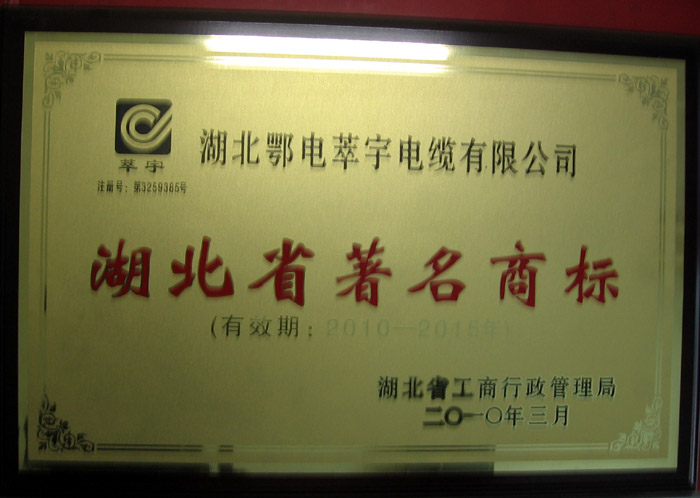 湖北鄂电萃宇电缆有限公司
萃宇
注册号：第3259365号
湖北省著名商标
(有效期：2010—2015年)
湖北省工商行政管理局
二〇一〇年三月